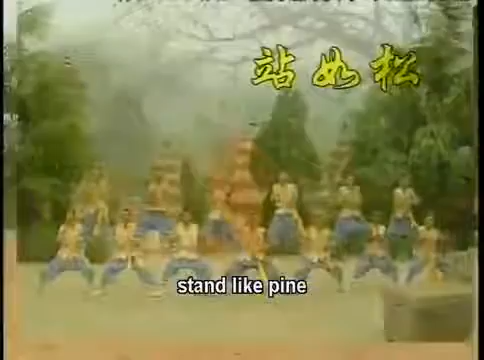 站如松
stand like pine